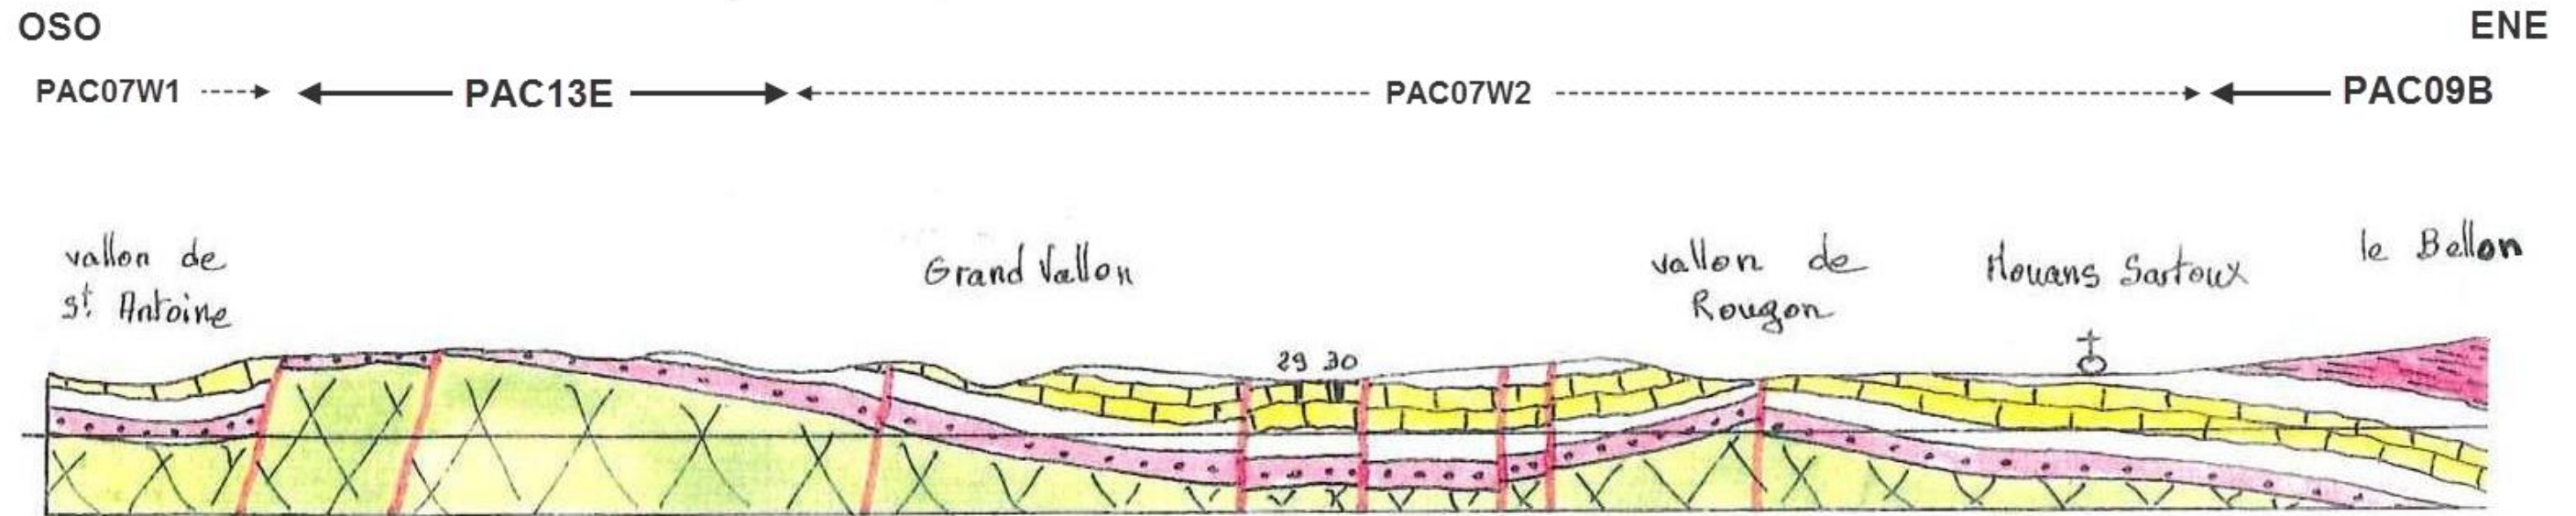 OSO
ENE
PAC07W1
PAC13E
PAC07W2
PAC09B
vallon de
st Antoine
Grand Vallon
29 30
vallon de
Rougon
Mouans Sartoux
le Bellon